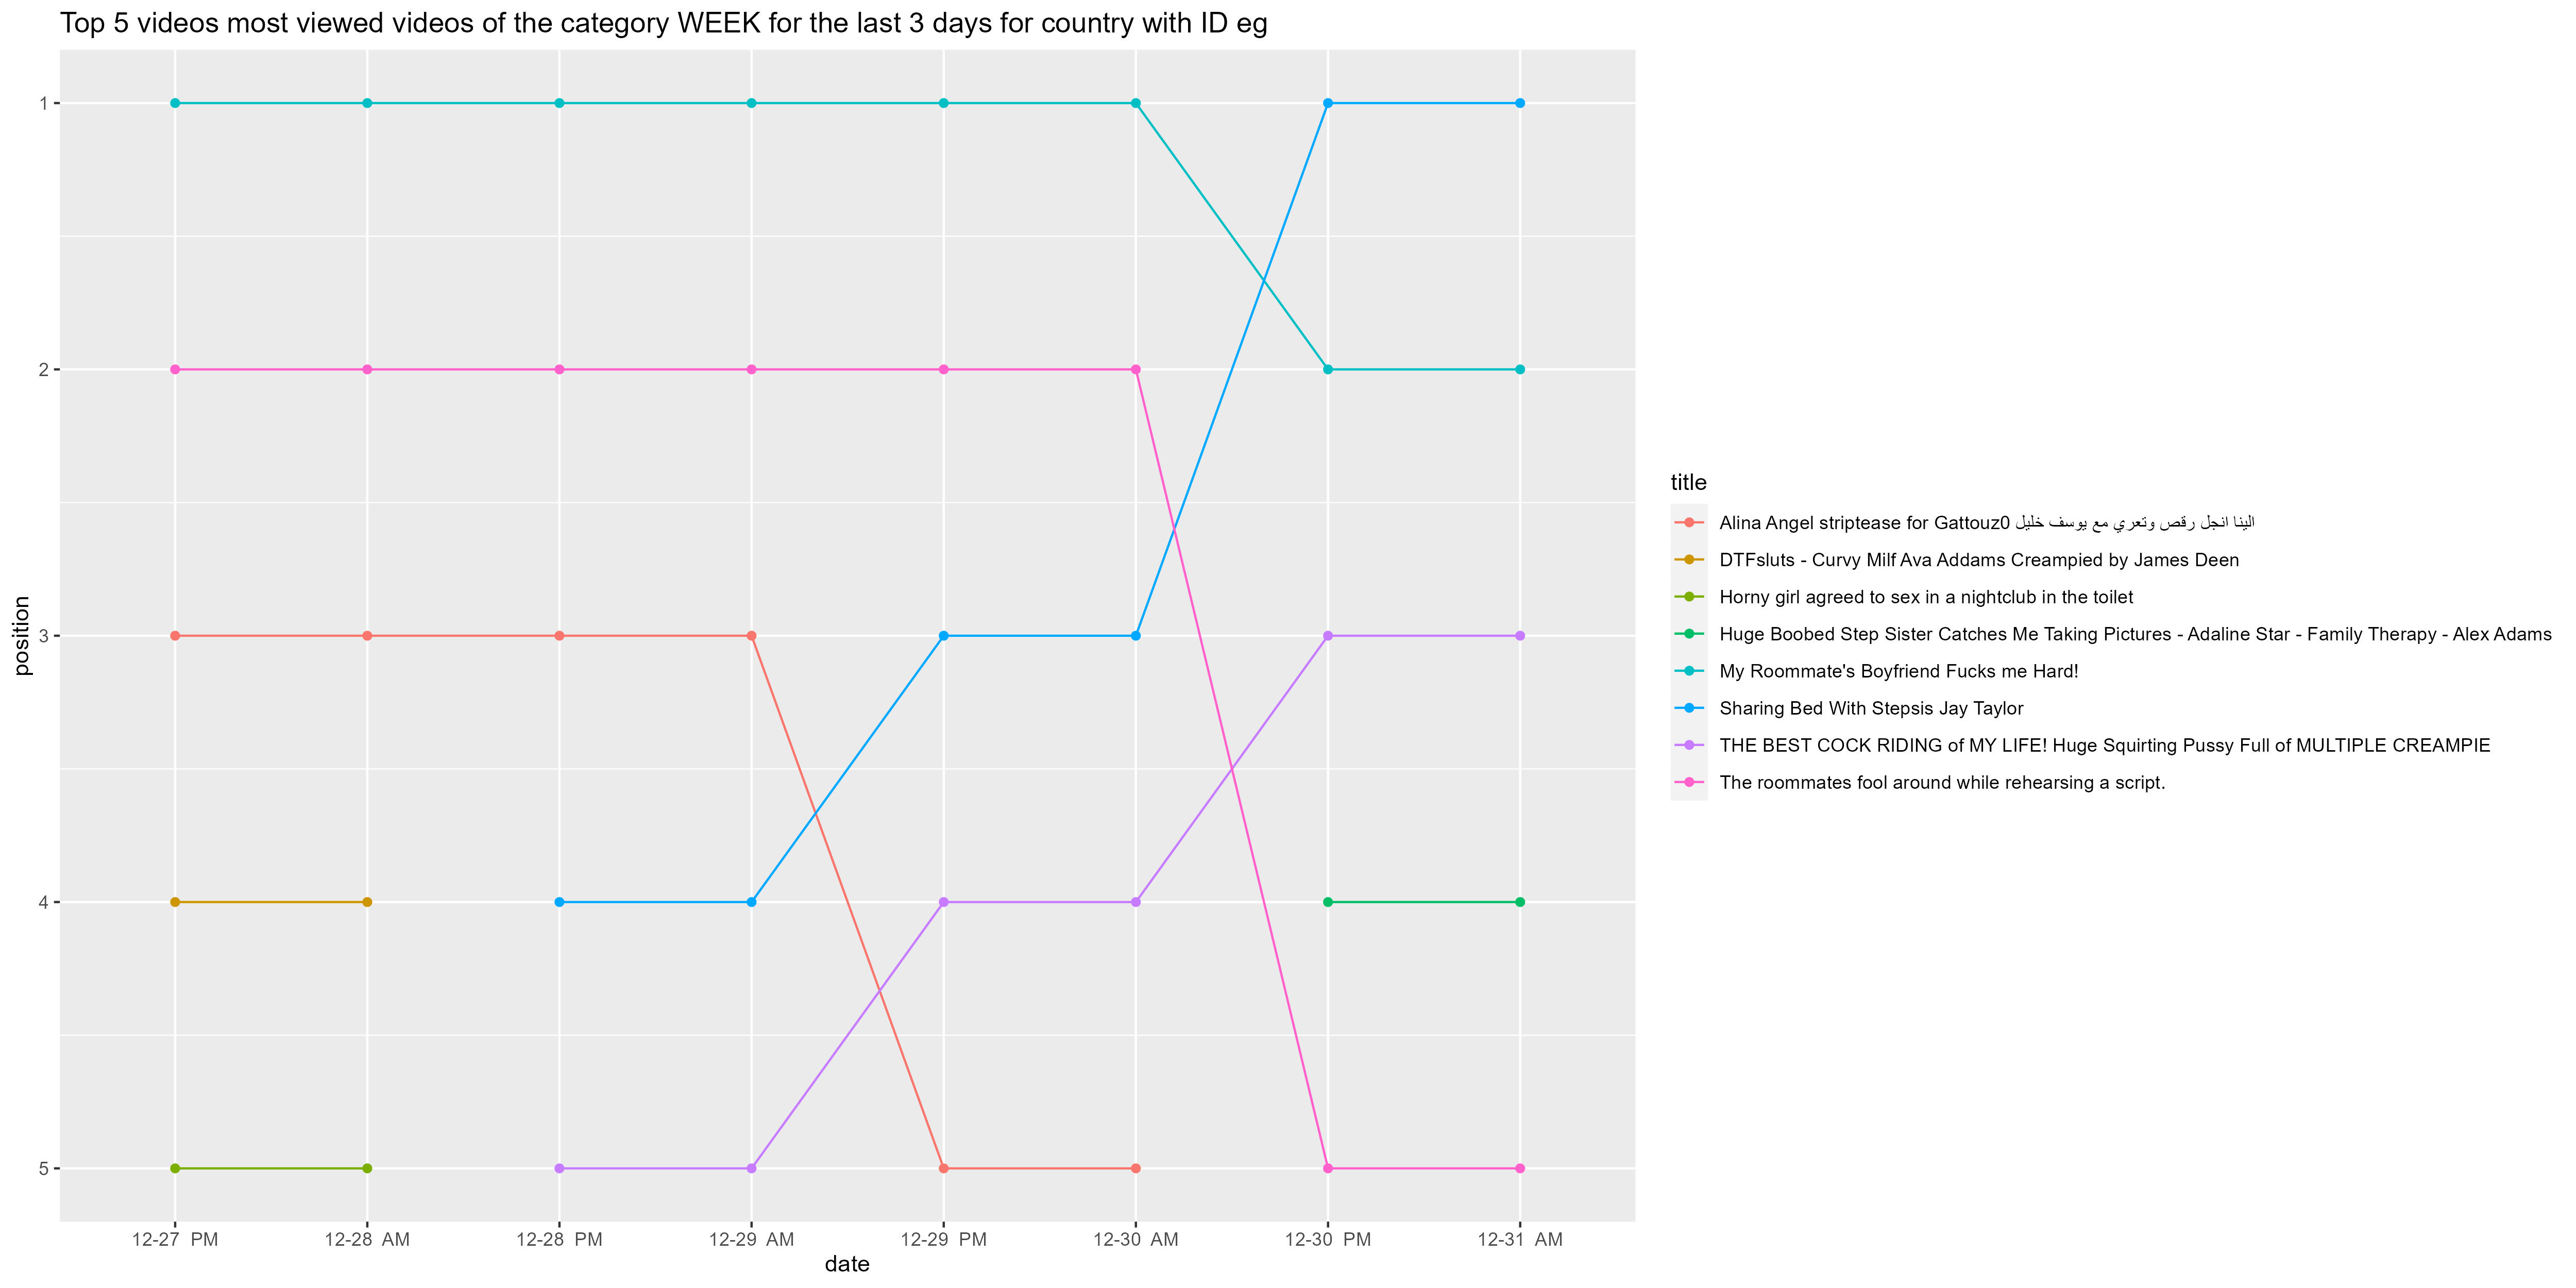 Top 5 videos most viewed videos of the category WEEK for the last 3 days for country with ID eg
position
1
2
3
4
5
12-27 PM
12-28 AM
12-28 PM
12-29 AM
12-29 PM
12-30 AM
12-30 PM
12-31 AM
date
title
Alina Angel striptease for Gattouz0 الينا انجل رقص وتعري مع يوسف خليل
DTFsluts - Curvy Milf Ava Addams Creampied by James Deen
Horny girl agreed to sex in a nightclub in the toilet
Huge Boobed Step Sister Catches Me Taking Pictures - Adaline Star - Family Therapy - Alex Adams
My Roommate's Boyfriend Fucks me Hard!
Sharing Bed With Stepsis Jay Taylor
THE BEST COCK RIDING of MY LIFE! Huge Squirting Pussy Full of MULTIPLE CREAMPIE
The roommates fool around while rehearsing a script.